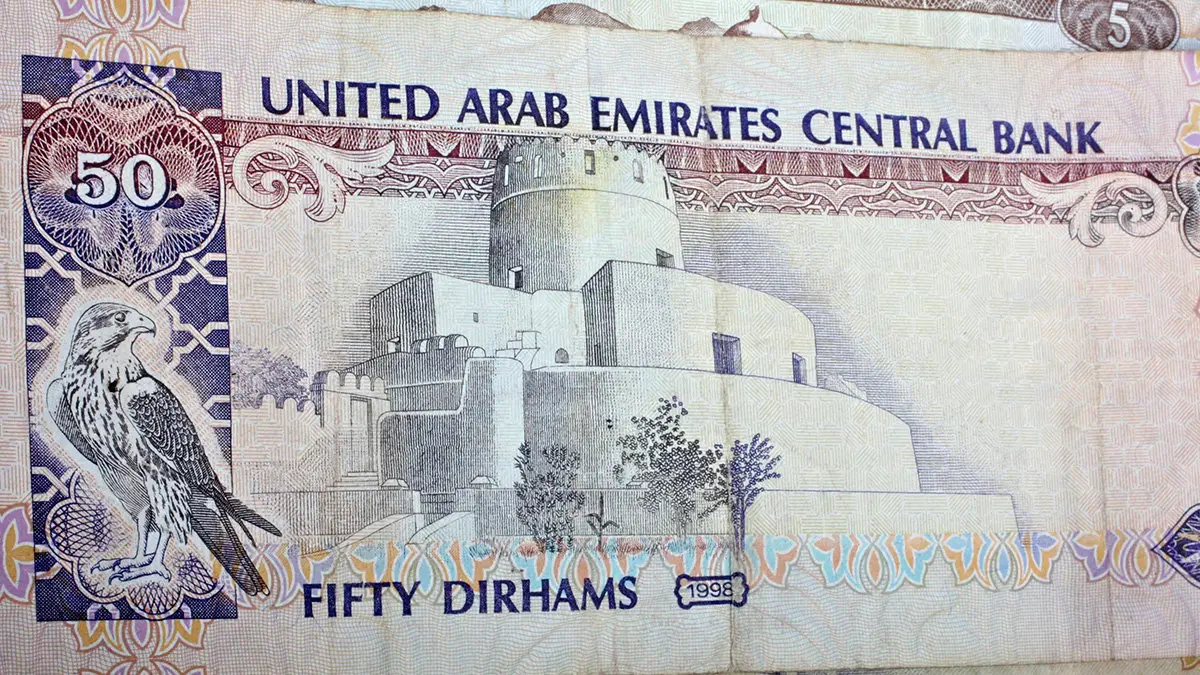 5
UNITED ARAB EMIRATES CENTRAL BANK
50
FIFTY DIRHAMS
1998